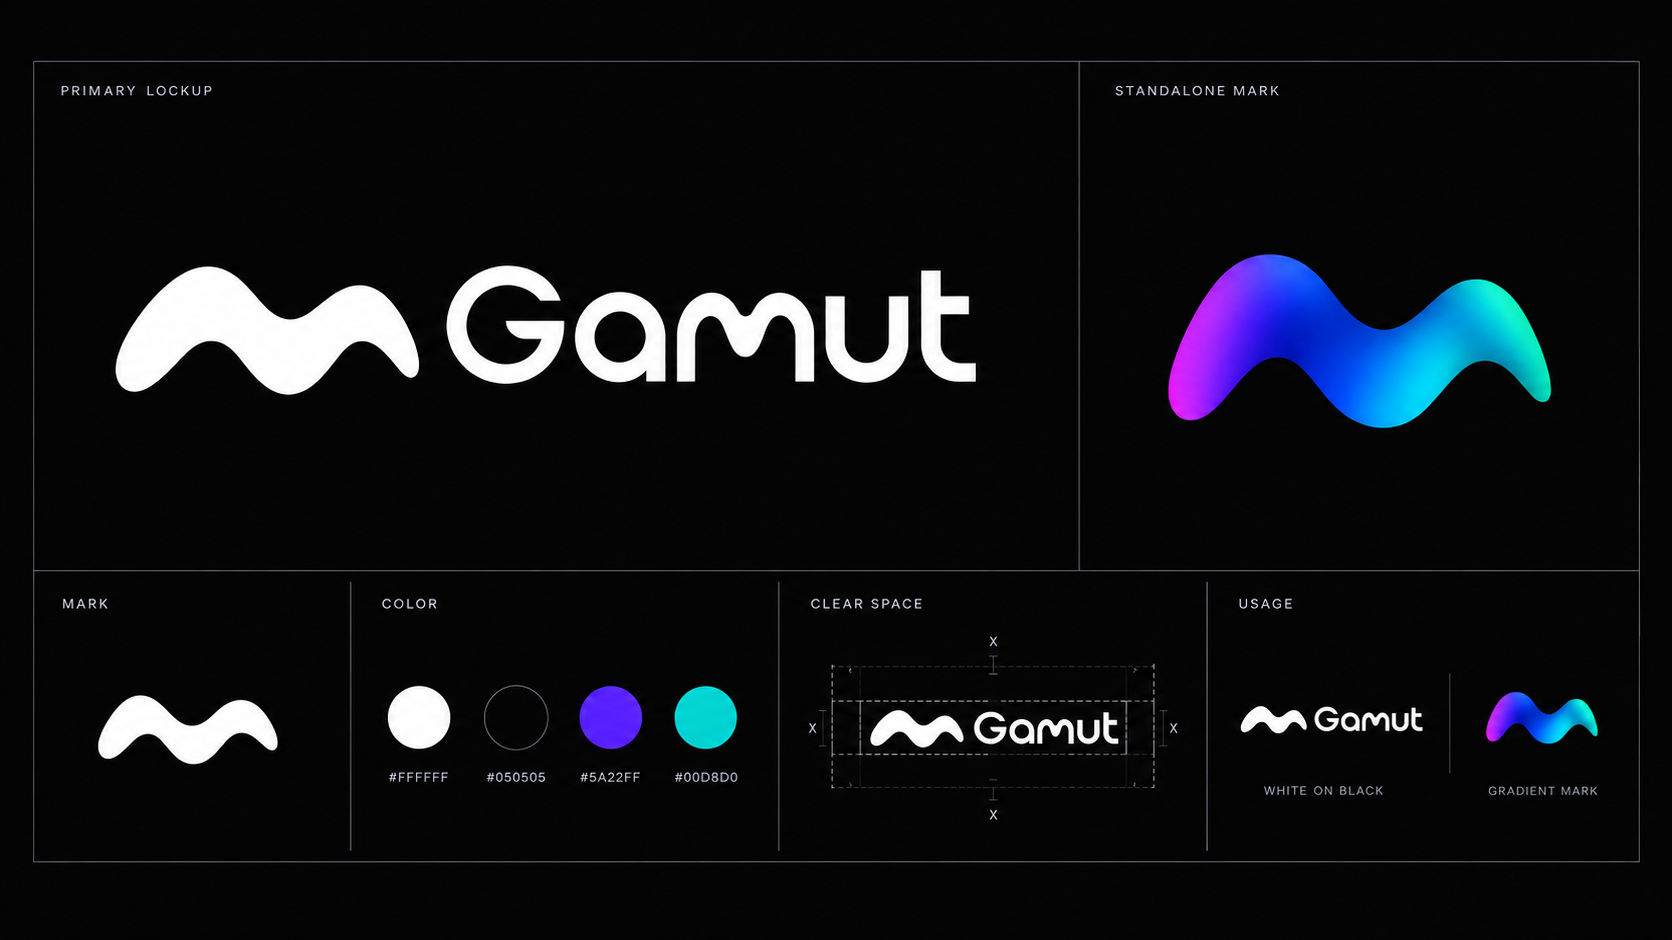 PRIMARY LOCKUP
Gamut
STANDALONE MARK
MARK
COLOR
#FFFFFF
#050505
#5A22FF
#00D8D0
CLEAR SPACE
X
X
Gamut
X
X
USAGE
Gamut
WHITE ON BLACK
GRADIENT MARK